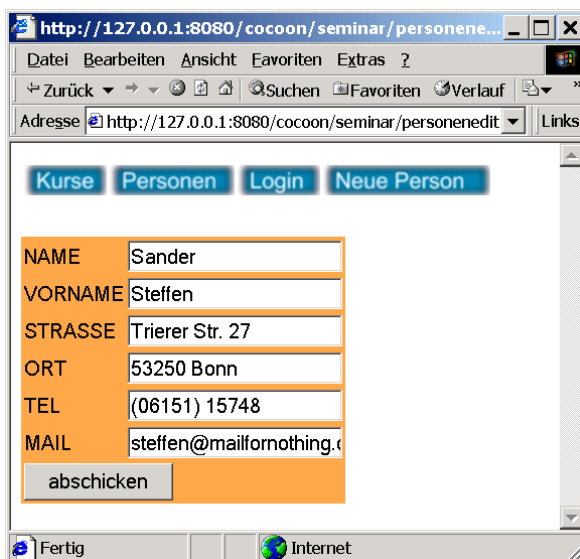 http://127.0.0.1:8080/cocoon/seminar/personene...
Datei Bearbeiten Ansicht Favoriten Extras ?
Zurück Suchen Favoriten Verlauf »
Adresse http://127.0.0.1:8080/cocoon/seminar/personenedit Links
Kurse Personen Login Neue Person
NAME Sander
VORNAME Steffen
STRASSE Trierer Str. 27
ORT 53250 Bonn
TEL (06151) 15748
MAIL steffen@mailfornothing.
abschicken
Fertig Internet